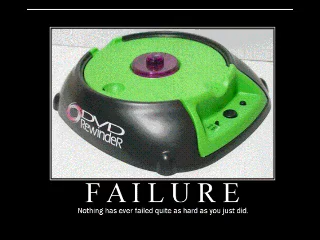 DVD
RewindeR
FAILURE
Nothing has ever failed quite as hard as you just did.